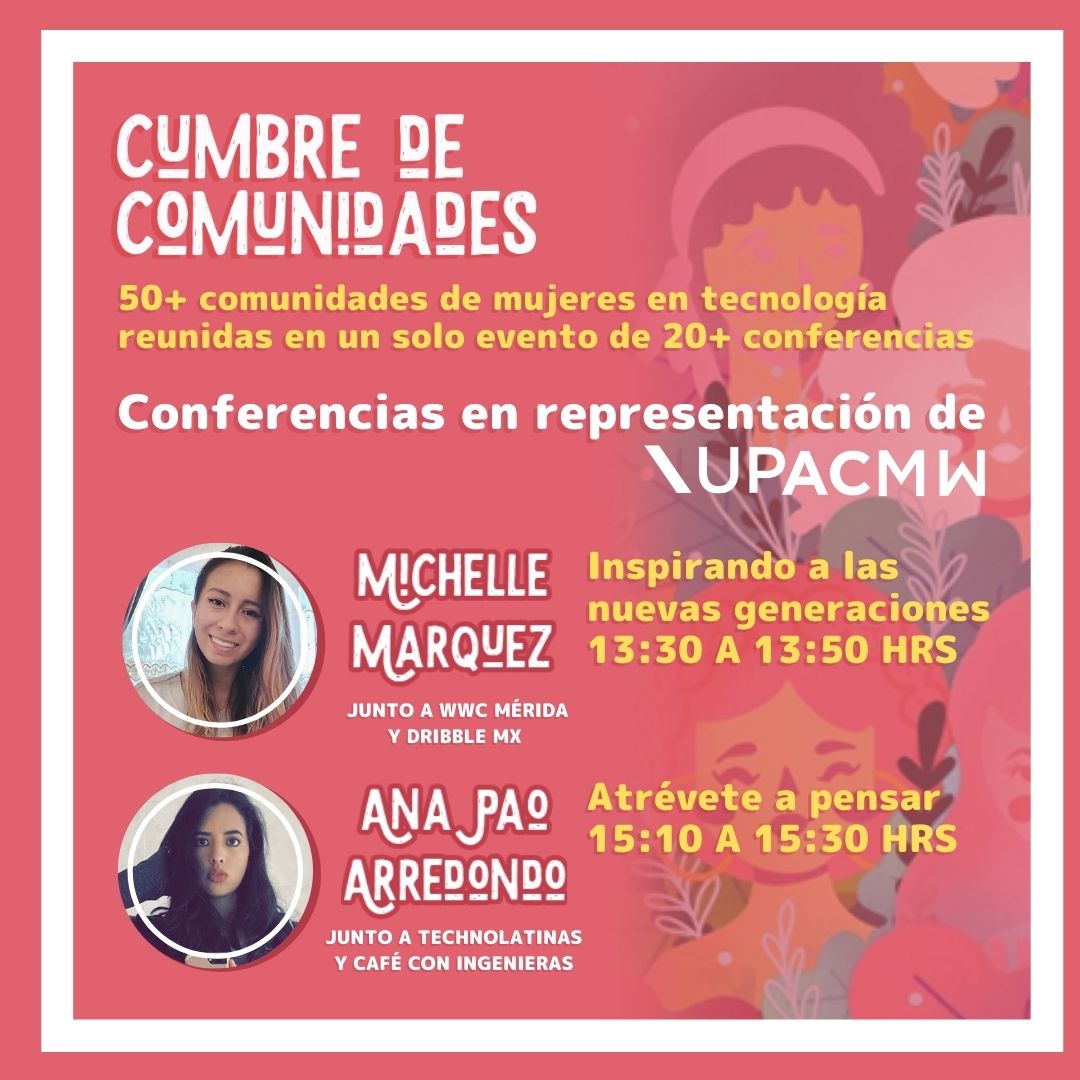 CUMBRE DE
COMUNIDADES
50+ comunidades de mujeres en tecnología
reunidas en un solo evento de 20+ conferencias
Conferencias en representación de
UPACMW
MICHELLE
MARQUEZ
JUNTO A WWC MÉRIDA
Y DRIBBLE MX
Inspirando a las
nuevas generaciones
13:30 A 13:50 HRS
ANA PAO
ARREDONDO
JUNTO A TECHNOLATINAS
Y CAFÉ CON INGENIERAS
Atrévete a pensar
15:10 A 15:30 HRS